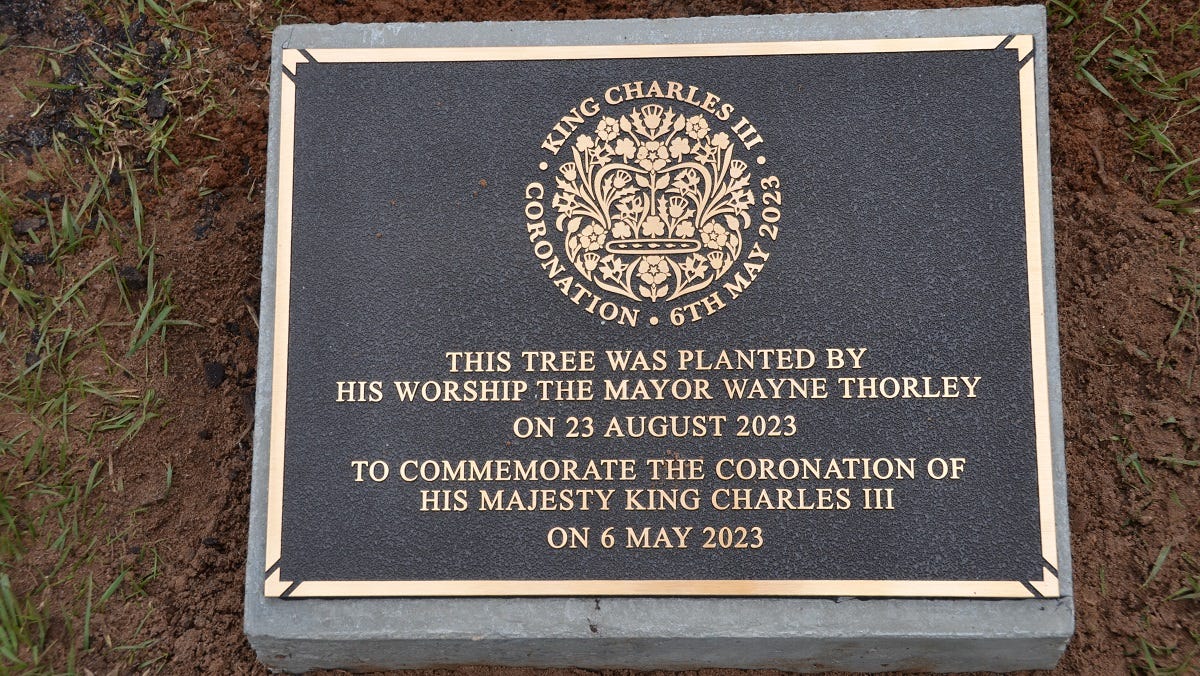 KING CHARLES III
CORONATION • 6TH MAY 2023
THIS TREE WAS PLANTED BY
HIS WORSHIP THE MAYOR WAYNE THORLEY
ON 23 AUGUST 2023
TO COMMEMORATE THE CORONATION OF
HIS MAJESTY KING CHARLES III
ON 6 MAY 2023